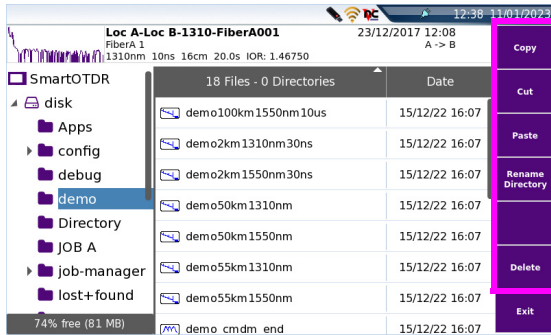 12:38 11/01/2023
Loc A-Loc B-1310-FiberA001 23/12/2017 12:08
FiberA 1 A -> B
1310nm 10ns 16cm 20.0s IOR: 1.46750
SmartOTDR
disk
Apps
config
debug
demo
Directory
JOB A
job-manager
lost+found
74% free (81 MB)
18 Files - 0 Directories Date
demo100km1550nm10us 15/12/22 16:07
demo2km1310nm30ns 15/12/22 16:07
demo2km1550nm30ns 15/12/22 16:07
demo50km1310nm 15/12/22 16:07
demo50km1550nm 15/12/22 16:07
demo55km1310nm 15/12/22 16:07
demo55km1550nm 15/12/22 16:07
demo cmdm end 15/12/22 16:07
Copy
Cut
Paste
Rename
Directory
Delete
Exit